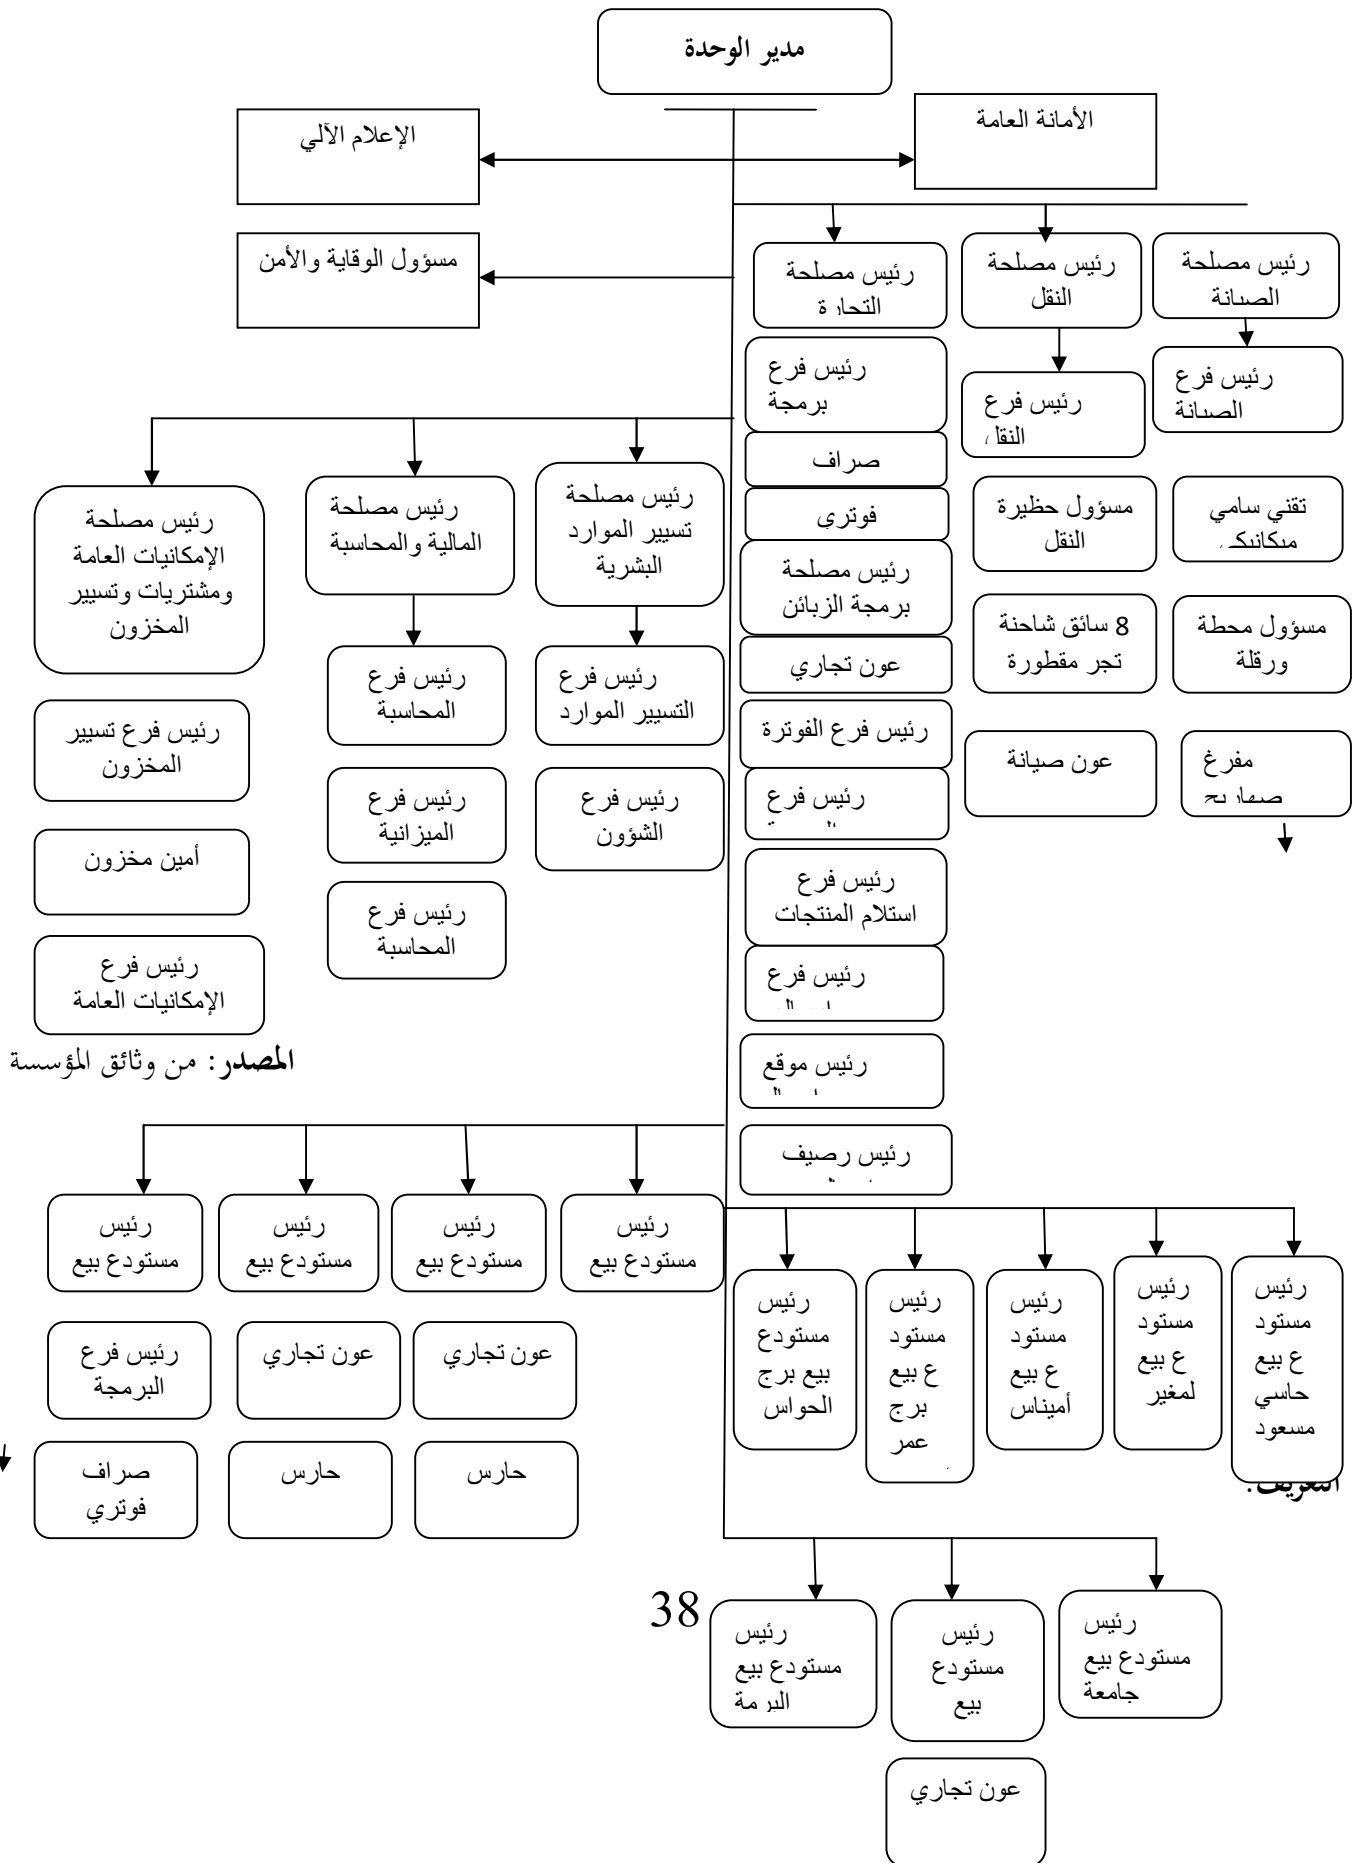 مدير الوحدة
الأمانة العامة
الإعلام الآلي
مسؤول الوقاية والأمن
رئيس مصلحة
الصيانة
رئيس مصلحة
النقل
رئيس مصلحة
التجارة
رئيس فرع
الصيانة
رئيس فرع
النقل
رئيس فرع
برمجة
صراف
فوتري
رئيس مصلحة
برمجة الزبائن
عون تجاري
رئيس فرع الفوترة
رئيس فرع
رئيس فرع
استلام المنتجات
رئيس فرع
رئيس موقع
رئيس رصيف
تقني سامي
ميكانيكي
مسؤول حظيرة
النقل
مسؤول محطة
ورقلة
8 سائق شاحنة
تجر مقطورة
مفرغ
صهاريج
عون صيانة
رئيس مصلحة
تسيير الموارد
البشرية
رئيس مصلحة
المالية والمحاسبة
رئيس مصلحة
الإمكانيات العامة
ومشتريات وتسيير
المخزون
رئيس فرع
التسيير الموارد
رئيس فرع
الشؤون
رئيس فرع
المحاسبة
رئيس فرع
الميزانية
رئيس فرع
المحاسبة
رئيس فرع تسيير
المخزون
أمين مخزون
رئيس فرع
الإمكانيات العامة
المصدر: من وثائق المؤسسة
رئيس
مستودع بيع
رئيس
مستودع بيع
رئيس
مستودع بيع
رئيس
مستودع بيع
عون تجاري
عون تجاري
رئيس فرع
البرمجة
حارس
حارس
صراف
فوتري
رئيس
مستود
ع بيع
حاسي
مسعود
رئيس
مستود
ع بيع
لمغير
رئيس
مستود
ع بيع
أميناس
رئيس
مستود
ع بيع
برج
عمر
رئيس
مستودع
بيع برج
الحواس
التعريف:
رئيس
مستودع بيع
جامعة
رئيس
مستودع
بيع
رئيس
مستودع بيع
البرمة
عون تجاري
38